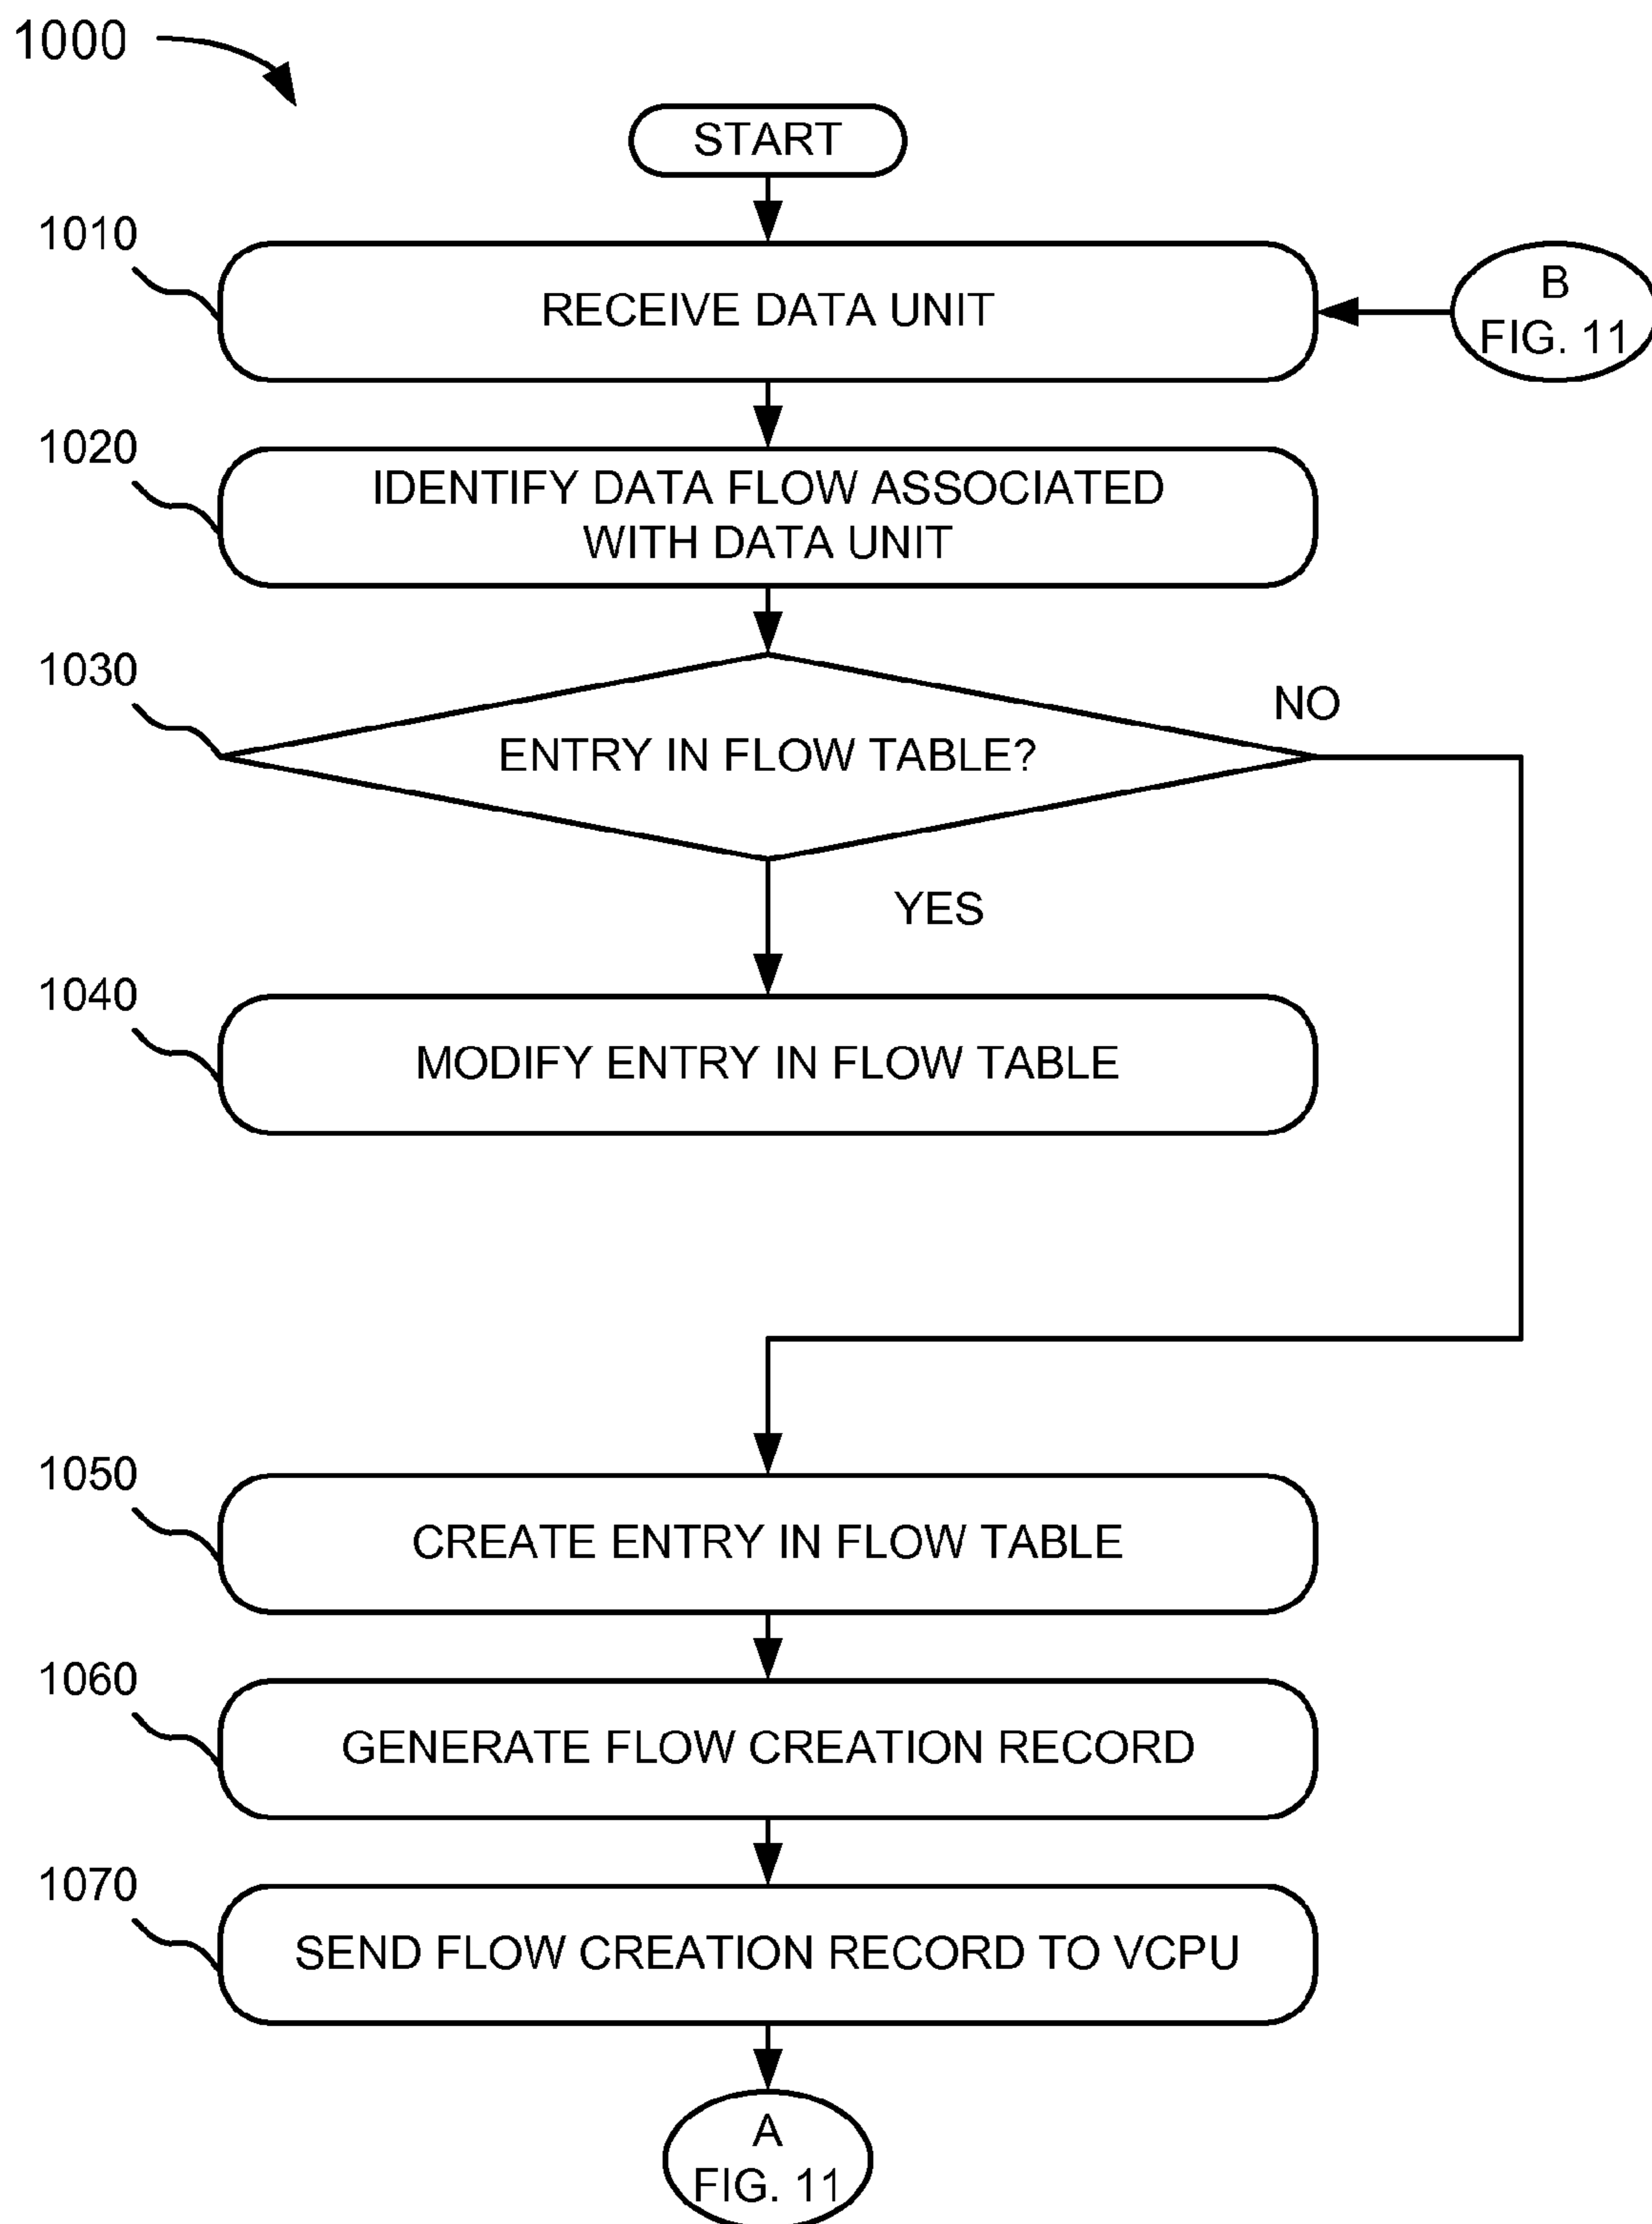 1000
START
1010
RECEIVE DATA UNIT
B
FIG. 11
1020
IDENTIFY DATA FLOW ASSOCIATED
WITH DATA UNIT
1030
ENTRY IN FLOW TABLE?
NO
YES
1040
MODIFY ENTRY IN FLOW TABLE
1050
CREATE ENTRY IN FLOW TABLE
1060
GENERATE FLOW CREATION RECORD
1070
SEND FLOW CREATION RECORD TO VCPU
A
FIG. 11